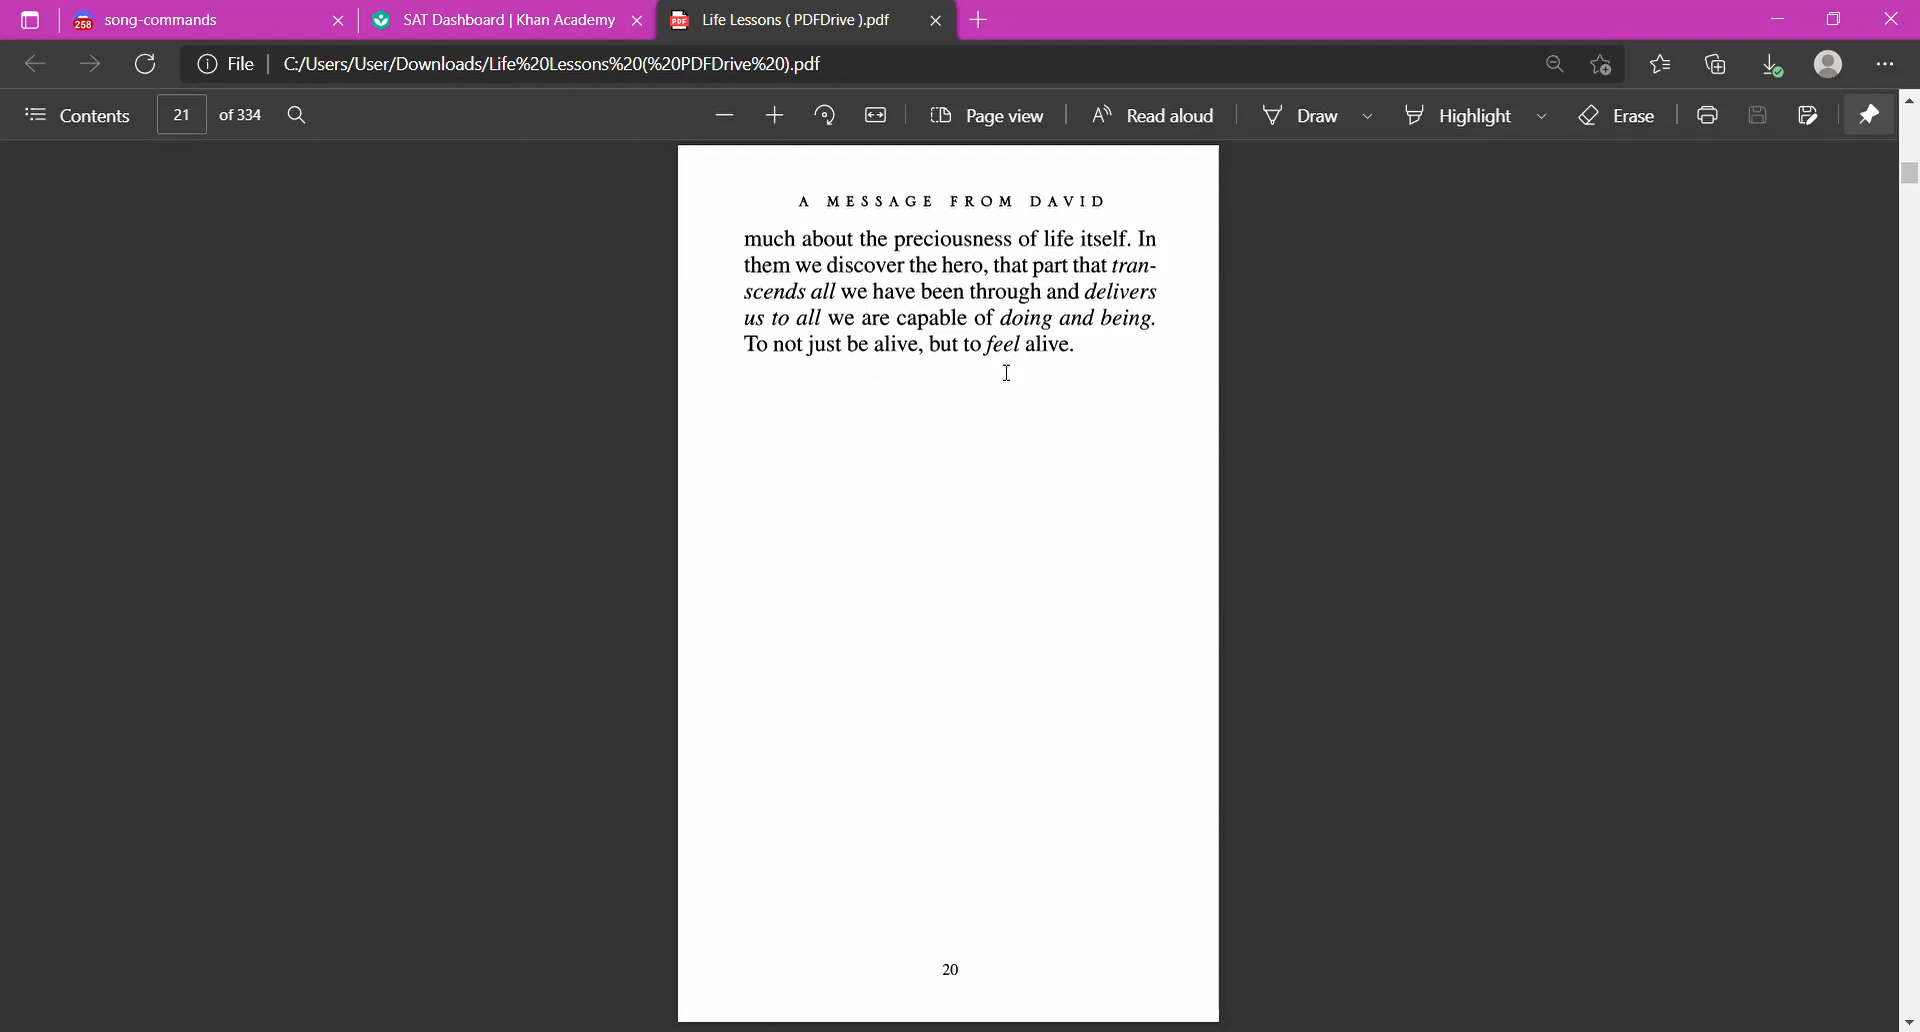 258 song-commands
SAT Dashboard | Khan Academy
PDF Life Lessons ( PDFDrive ).pdf
File C:/Users/User/Downloads/Life%20Lessons%20(%20PDFDrive%20).pdf
Contents 21 of 334 Page view Read aloud Draw Highlight Erase
A MESSAGE FROM DAVID
much about the preciousness of life itself. In
them we discover the hero, that part that tran-
scends all we have been through and delivers
us to all we are capable of doing and being.
To not just be alive, but to feel alive.
20